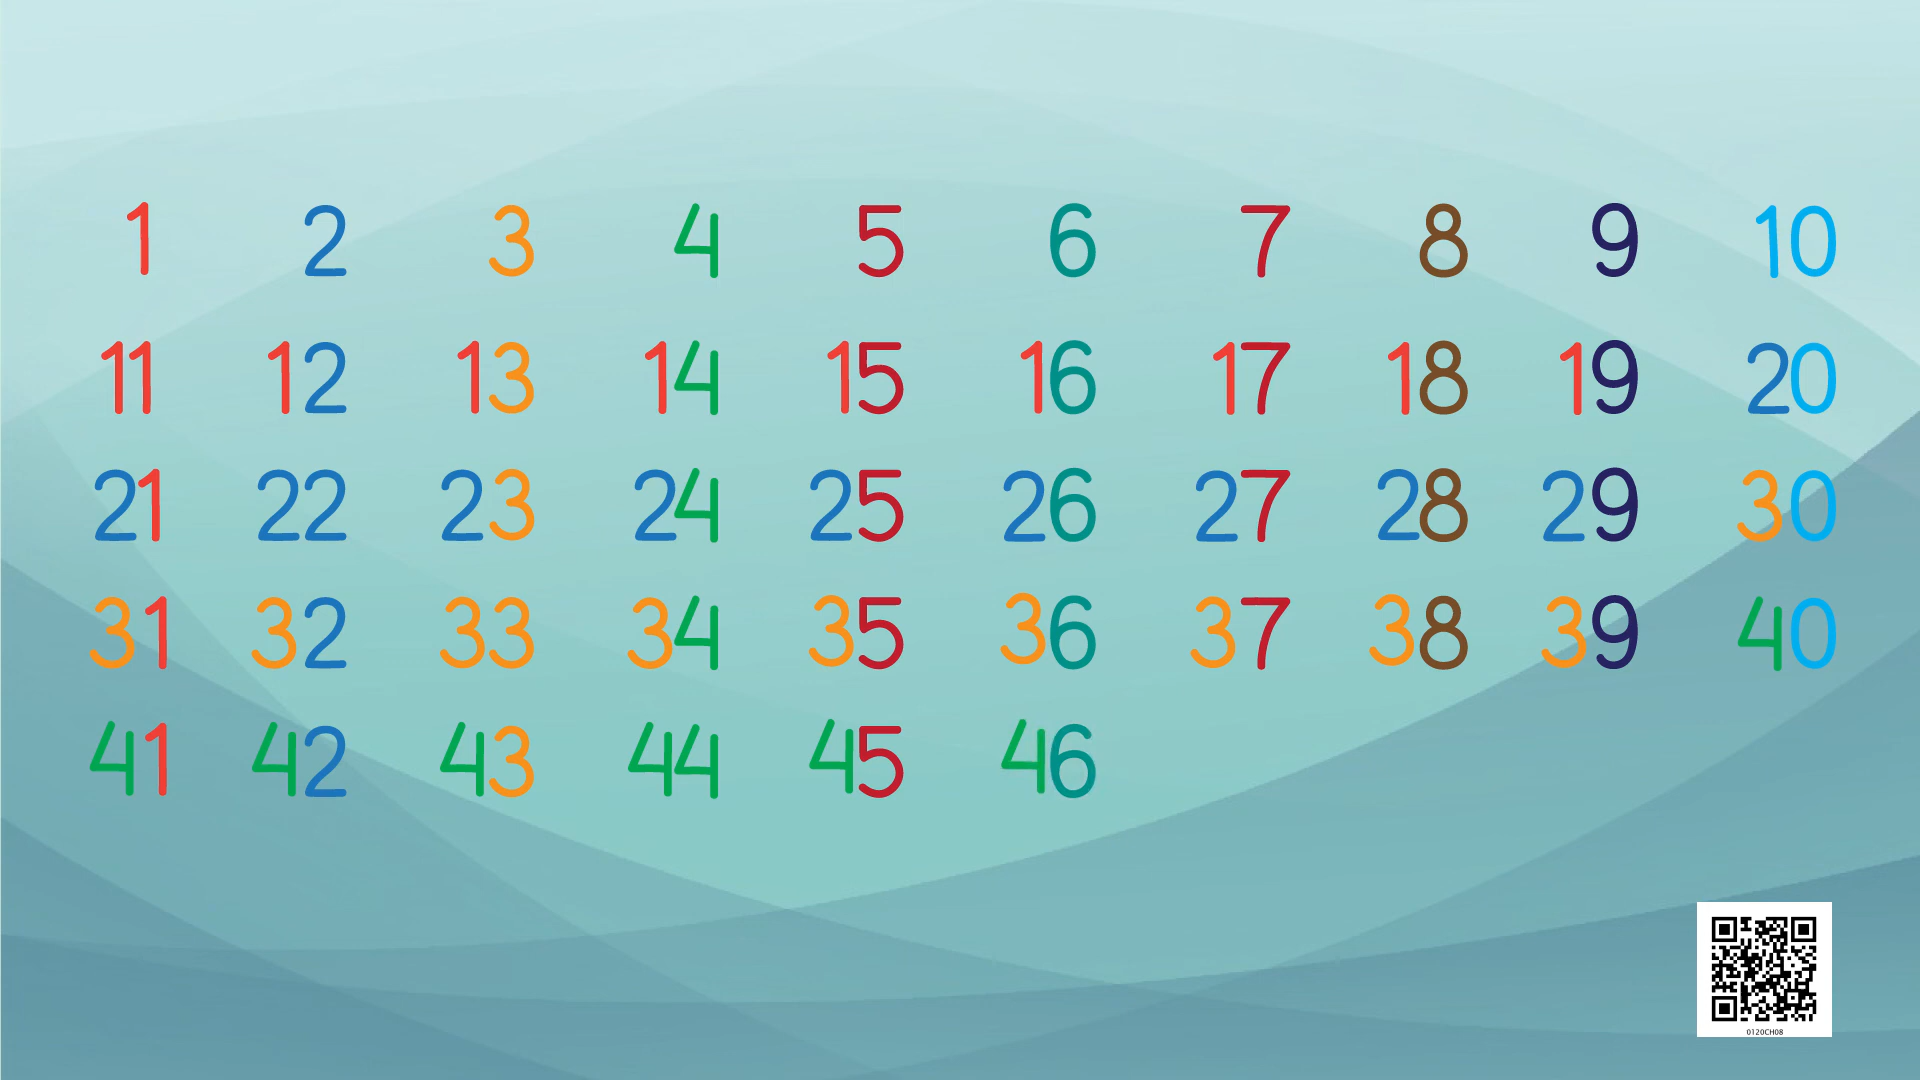 1 2 3 4 5 6 7 8 9 10
11 12 13 14 15 16 17 18 19 20
21 22 23 24 25 26 27 28 29 30
31 32 33 34 35 36 37 38 39 40
41 42 43 44 45 46
0120CH08